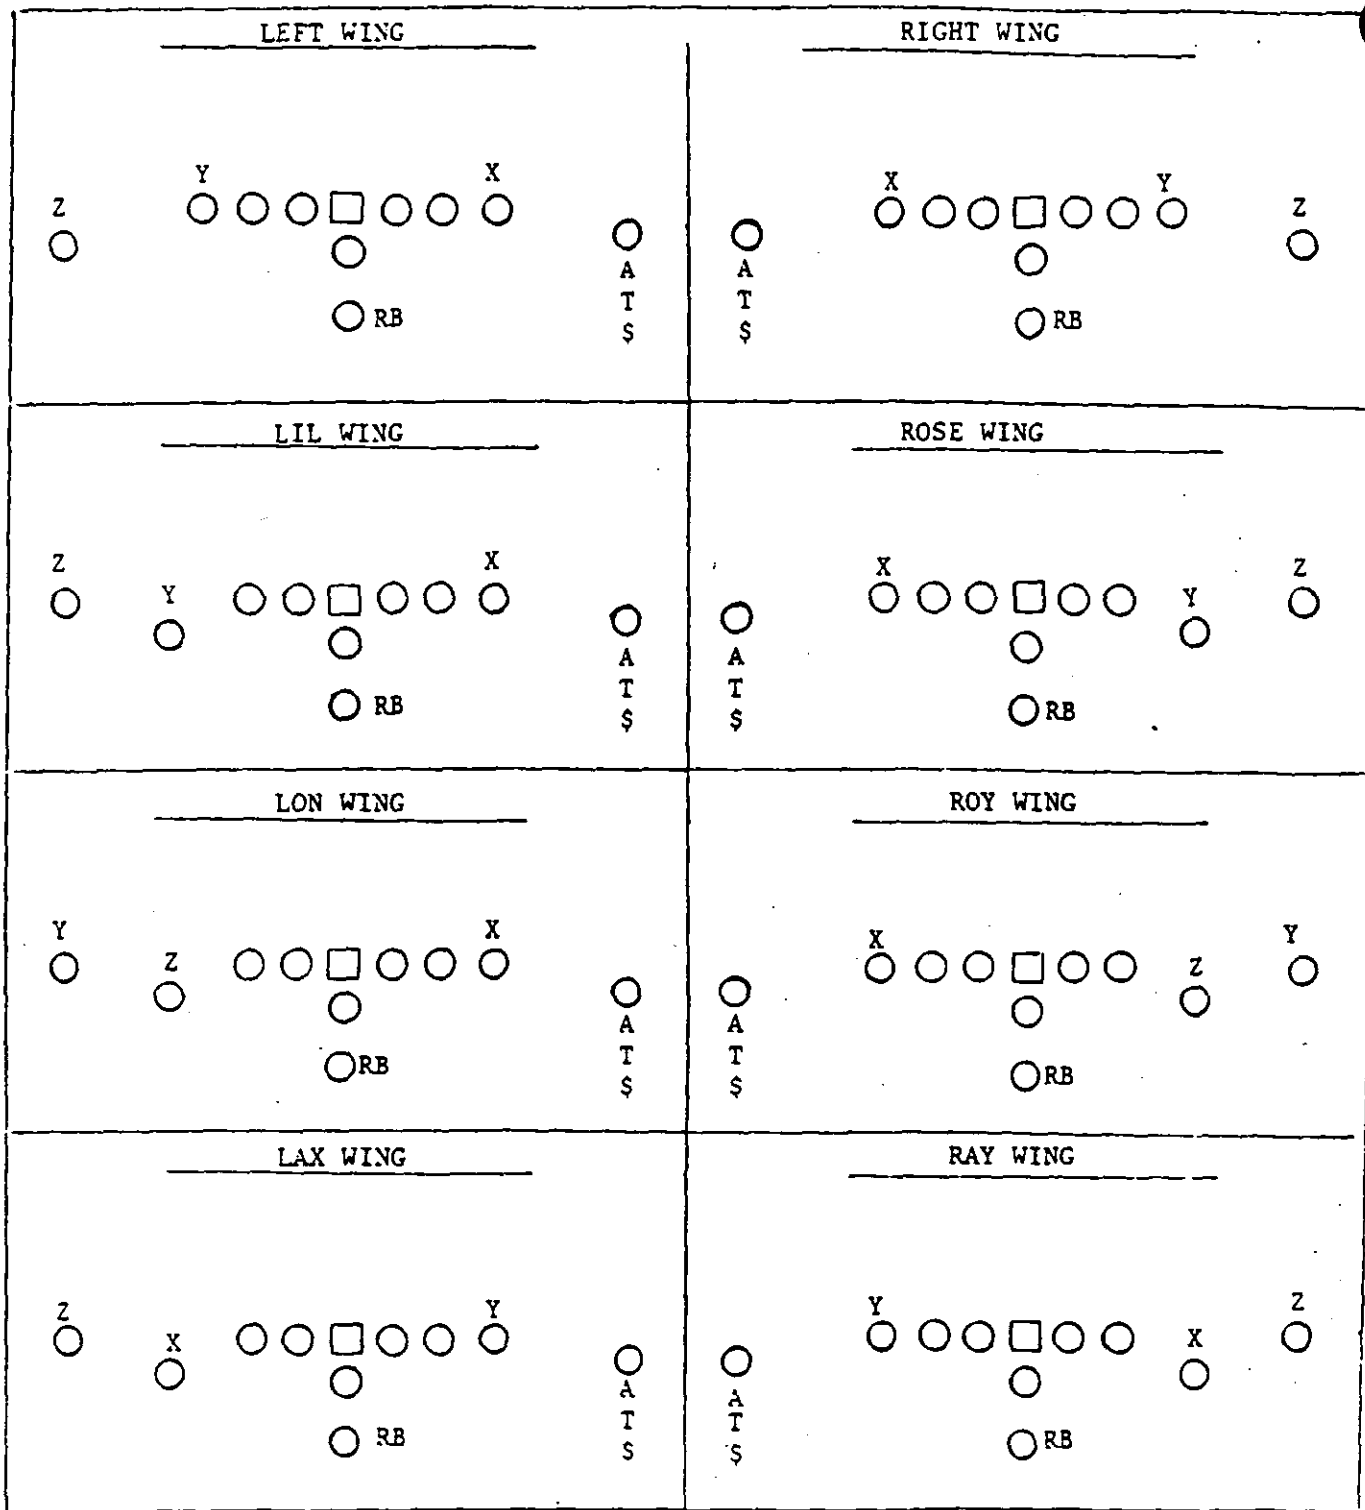 LEFT WING
Y X
Z
A
T
$
RB
RIGHT WING
X Y
Z
A
T
$
RB
LIL WING
Z X
Y
A
T
$
RB
ROSE WING
X Z
Y
A
T
$
RB
LON WING
Y X
Z
A
T
$
RB
ROY WING
X Y
Z
A
T
$
RB
LAX WING
Z Y
X
A
T
$
RB
RAY WING
Y Z
X
A
T
$
RB